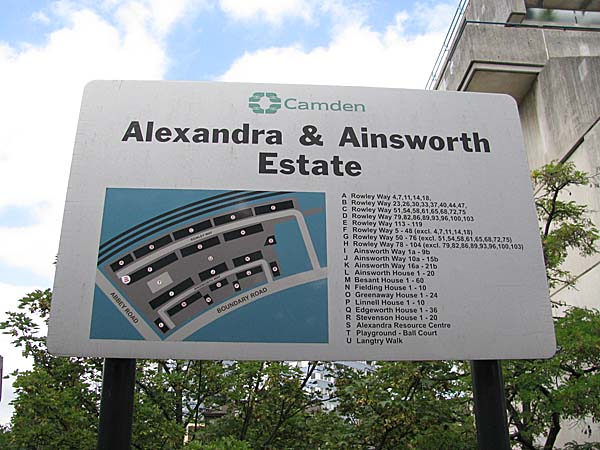 Camden
Alexandra & Ainsworth
Estate
A Rowley Way 4,7,11,14,18,
B Rowley Way 23,26,30,33,37,40,44,47,
C Rowley Way 51,54,58,61,65,68,72,75
D Rowley Way 79,82,86,89,93,96,100,103
E Rowley Way 113 - 119
F Rowley Way 5 - 48 (excl. 4,7,11,14,18)
G Rowley Way 50 - 76 (excl. 51,54,58,61,65,68,72,75)
H Rowley Way 78 - 104 (excl. 79,82,86,89,93,96,100,103)
I Ainsworth Way 1a - 9b
J Ainsworth Way 10a - 15b
K Ainsworth Way 16a - 21b
L Ainsworth House 1 - 20
M Besant House 1 - 60
N Fielding House 1 - 10
O Greenaway House 1 - 24
O Linnell House 1 - 10
Q Edgeworth House 1 - 36
R Stevenson House 1 - 20
S Alexandra Resource Centre
T Playground - Ball Court
U Langtry Walk
ABBEY ROAD
BOUNDARY ROAD